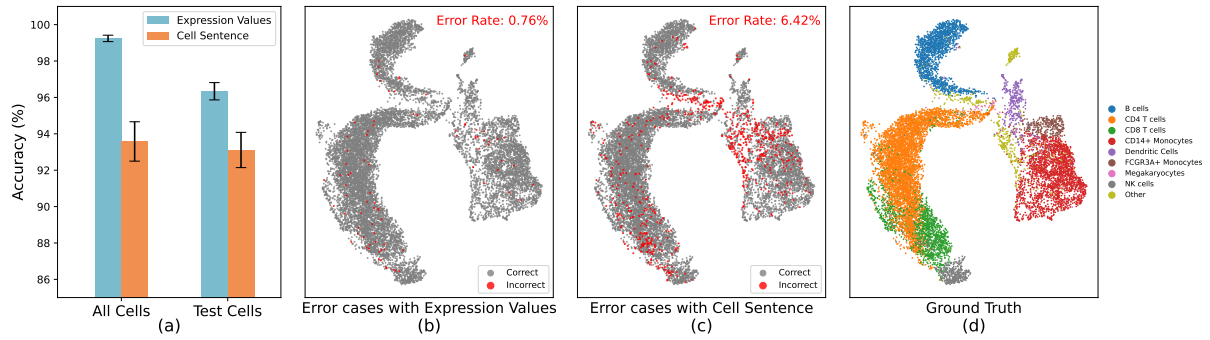 100
98
96
94
92
90
88
86
Accuracy (%)
Expression Values
Cell Sentence
All Cells
Test Cells
(a)
Error Rate: 0.76%
Correct
Incorrect
Error cases with Expression Values
(b)
Error Rate: 6.42%
Correct
Incorrect
Error cases with Cell Sentence
(c)
Ground Truth
(d)
B cells
CD4 T cells
CD8 T cells
CD14+ Monocytes
Dendritic Cells
FCGR3A+ Monocytes
Megakaryocytes
NK cells
Other